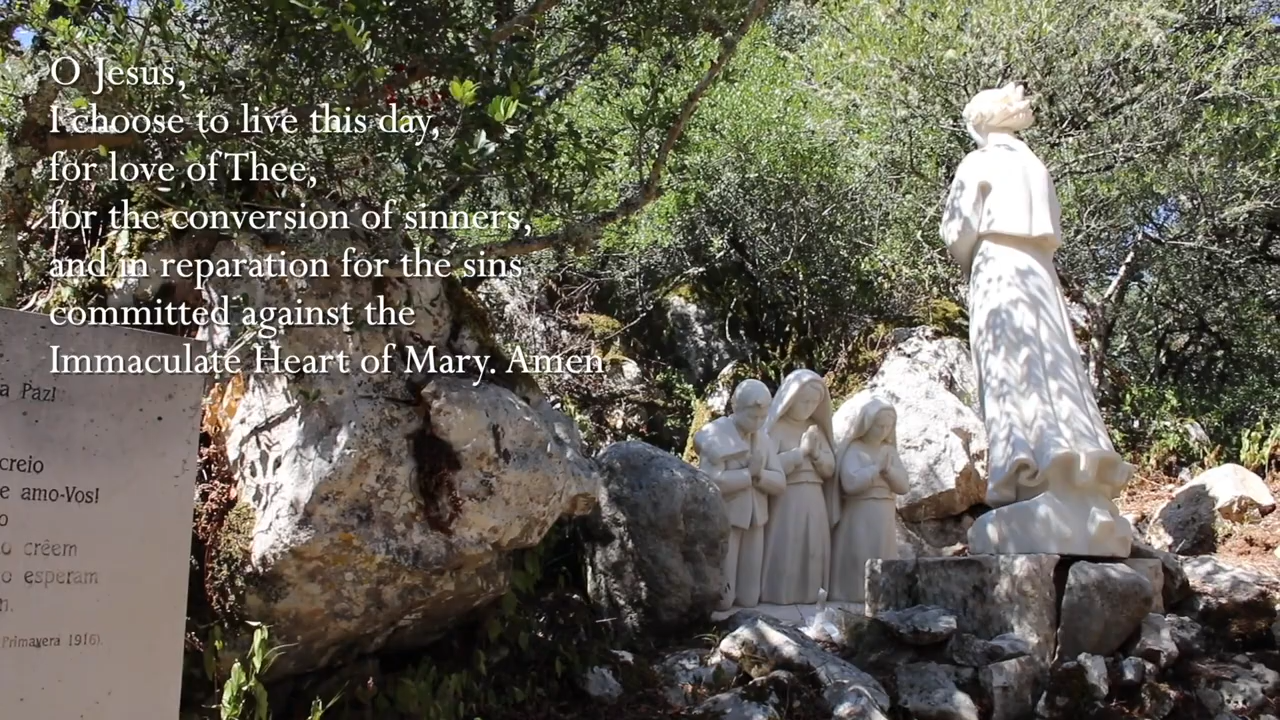 O Jesus,
I choose to live this day,
for love of Thee,
for the conversion of sinners,
and in reparation for the sins
committed against the
Immaculate Heart of Mary. Amen
a Paz!
creio
e amo-Vos!
o
o crêem
o esperam
Primavera 1916).